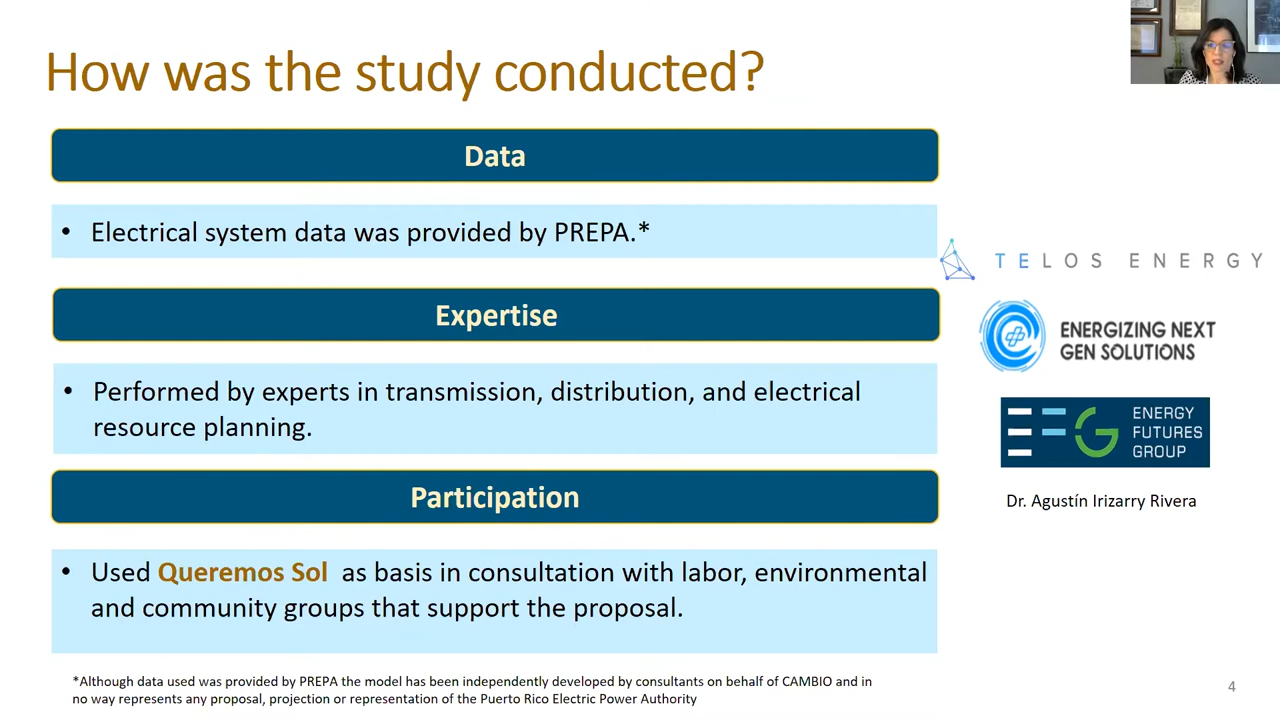 How was the study conducted?
Data
• Electrical system data was provided by PREPA.*
Expertise
• Performed by experts in transmission, distribution, and electrical
resource planning.
Participation
• Used Queremos Sol as basis in consultation with labor, environmental
and community groups that support the proposal.
TELOS ENERGY
ENERGIZING NEXT
GEN SOLUTIONS
EFG ENERGY
FUTURES
GROUP
Dr. Agustín Irizarry Rivera
*Although data used was provided by PREPA the model has been independently developed by consultants on behalf of CAMBIO and in
no way represents any proposal, projection or representation of the Puerto Rico Electric Power Authority
4